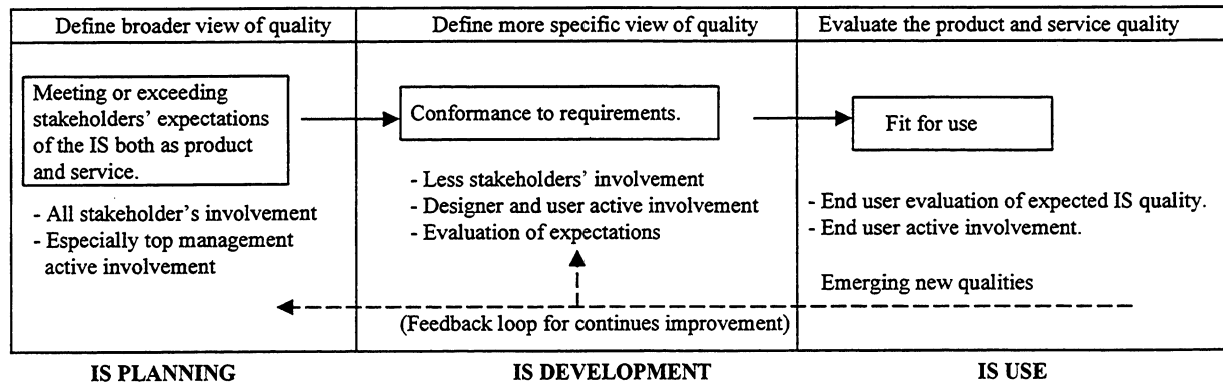 Define broader view of quality
Define more specific view of quality
Evaluate the product and service quality
Meeting or exceeding
stakeholders' expectations
of the IS both as product
and service.
- All stakeholder's involvement
- Especially top management
active involvement
Conformance to requirements.
- Less stakeholders' involvement
- Designer and user active involvement
- Evaluation of expectations
Fit for use
- End user evaluation of expected IS quality.
- End user active involvement.
Emerging new qualities
(Feedback loop for continues improvement)
IS PLANNING
IS DEVELOPMENT
IS USE